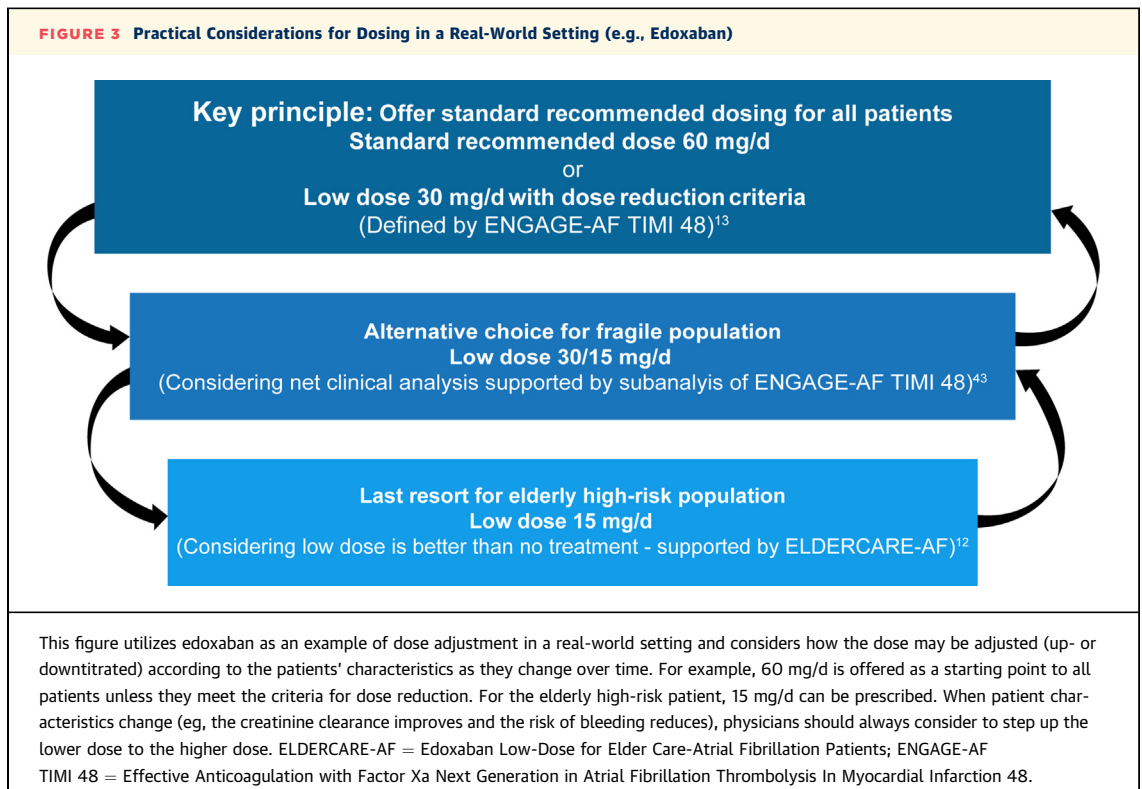 FIGURE 3 Practical Considerations for Dosing in a Real-World Setting (e.g., Edoxaban)
Key principle: Offer standard recommended dosing for all patients
Standard recommended dose 60 mg/d
or
Low dose 30 mg/d with dose reduction criteria
(Defined by ENGAGE-AF TIMI 48)13
Alternative choice for fragile population
Low dose 30/15 mg/d
(Considering net clinical analysis supported by subanalyis of ENGAGE-AF TIMI 48)43
Last resort for elderly high-risk population
Low dose 15 mg/d
(Considering low dose is better than no treatment - supported by ELDERCARE-AF)12
This figure utilizes edoxaban as an example of dose adjustment in a real-world setting and considers how the dose may be adjusted (up- or
downtitrated) according to the patients' characteristics as they change over time. For example, 60 mg/d is offered as a starting point to all
patients unless they meet the criteria for dose reduction. For the elderly high-risk patient, 15 mg/d can be prescribed. When patient char-
acteristics change (eg, the creatinine clearance improves and the risk of bleeding reduces), physicians should always consider to step up the
lower dose to the higher dose. ELDERCARE-AF = Edoxaban Low-Dose for Elder Care-Atrial Fibrillation Patients; ENGAGE-AF
TIMI 48 = Effective Anticoagulation with Factor Xa Next Generation in Atrial Fibrillation Thrombolysis In Myocardial Infarction 48.